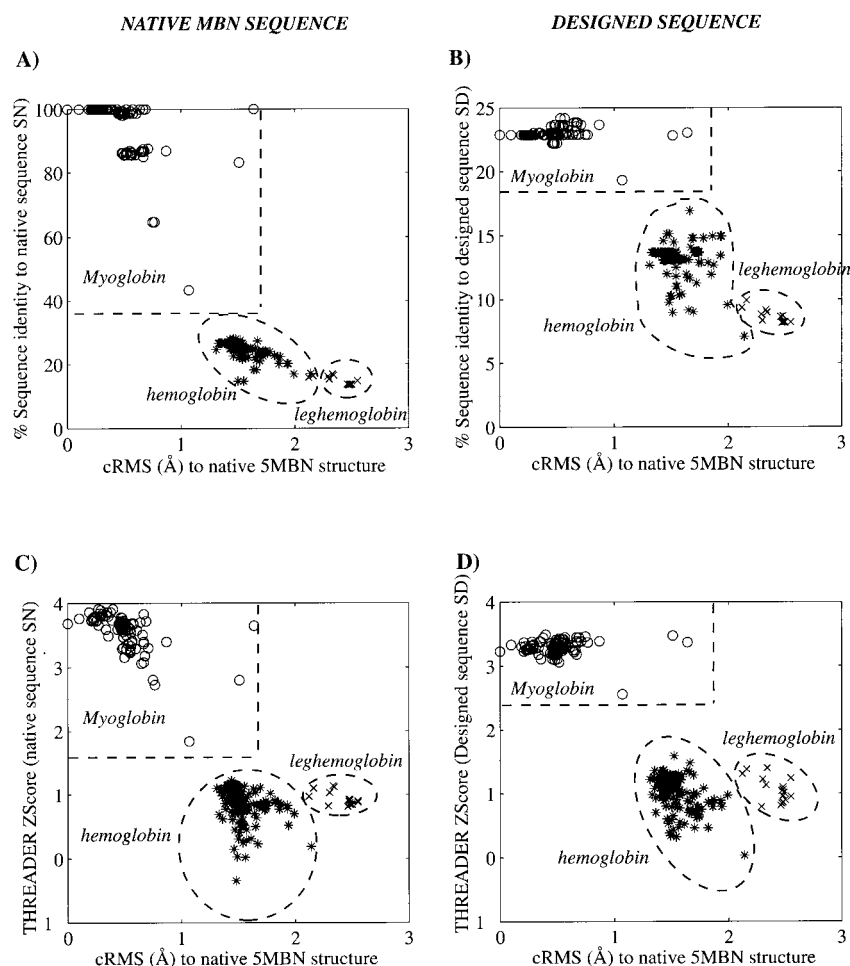 NATIVE MBN SEQUENCE
DESIGNED SEQUENCE
A)
% Sequence identity to native sequence SN
100
80
60
40
20
0
Myoglobin
hemoglobin
leghemoglobin
0 1 2 3
cRMS (Å) to native 5MBN structure
B)
% Sequence identity to designed sequence SD
25
20
15
10
5
0
Myoglobin
leghemoglobin
hemoglobin
0 1 2 3
cRMS (Å) to native 5MBN structure
C)
THREADER ZScore (native sequence SN)
4
3
2
1
0
1
Myoglobin
leghemoglobin
hemoglobin
0 1 2 3
cRMS (Å) to native 5MBN structure
D)
THREADER ZScore (Designed sequence SD)
4
3
2
1
0
1
Myoglobin
leghemoglobin
hemoglobin
0 1 2 3
cRMS (Å) to native 5MBN structure